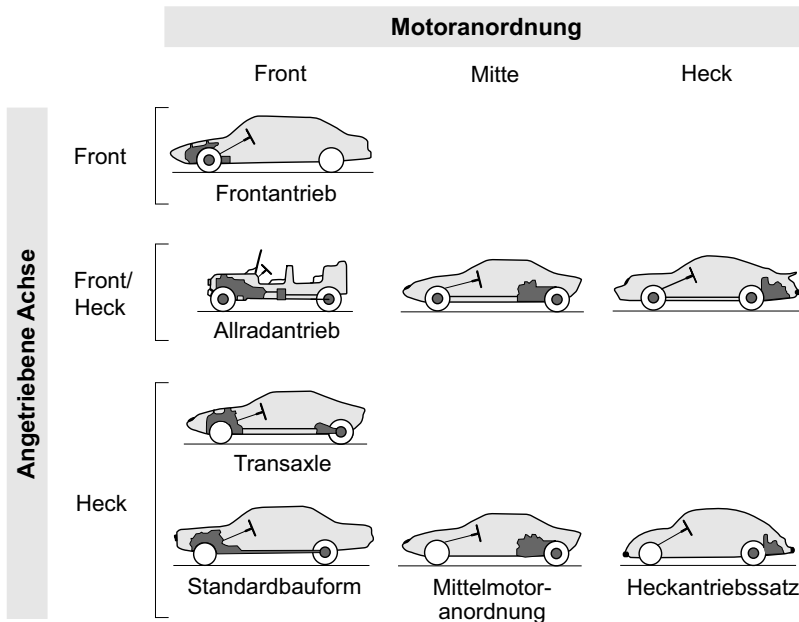 Motoranordnung
Front Mitte Heck
Angetriebene Achse
Front
Frontantrieb
Front/
Heck
Allradantrieb
Heck
Transaxle
Standardbauform
Mittelmotor-
anordnung
Heckantriebssatz